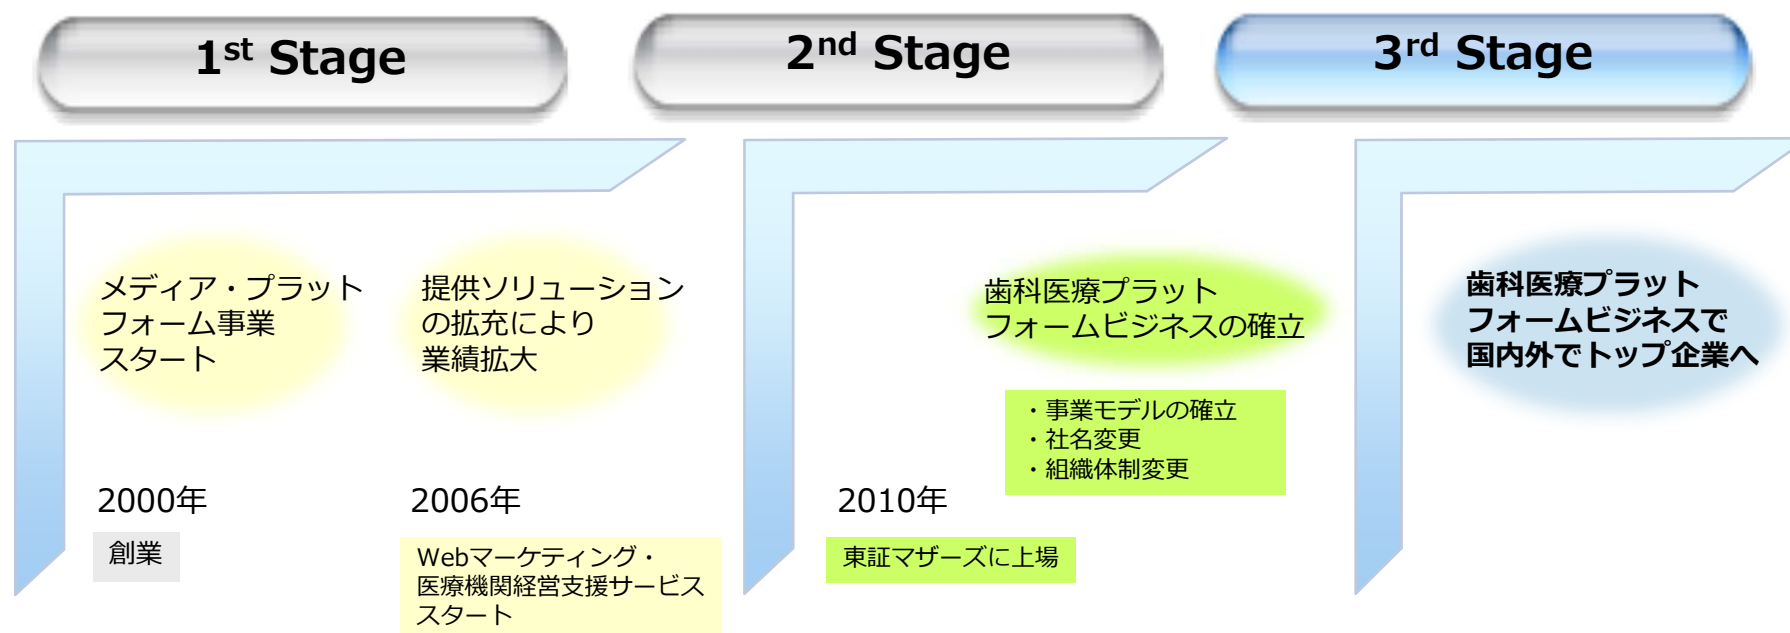 1st Stage
2nd Stage
3rd Stage
メディア・プラット
フォーム事業
スタート
提供ソリューション
の拡充により
業績拡大
歯科医療プラット
フォームビジネスの確立
歯科医療プラット
フォームビジネスで
国内外でトップ企業へ
・事業モデルの確立
・社名変更
・組織体制変更
2000年
2006年
2010年
創業
Webマーケティング・
医療機関経営支援サービス
スタート
東証マザーズに上場